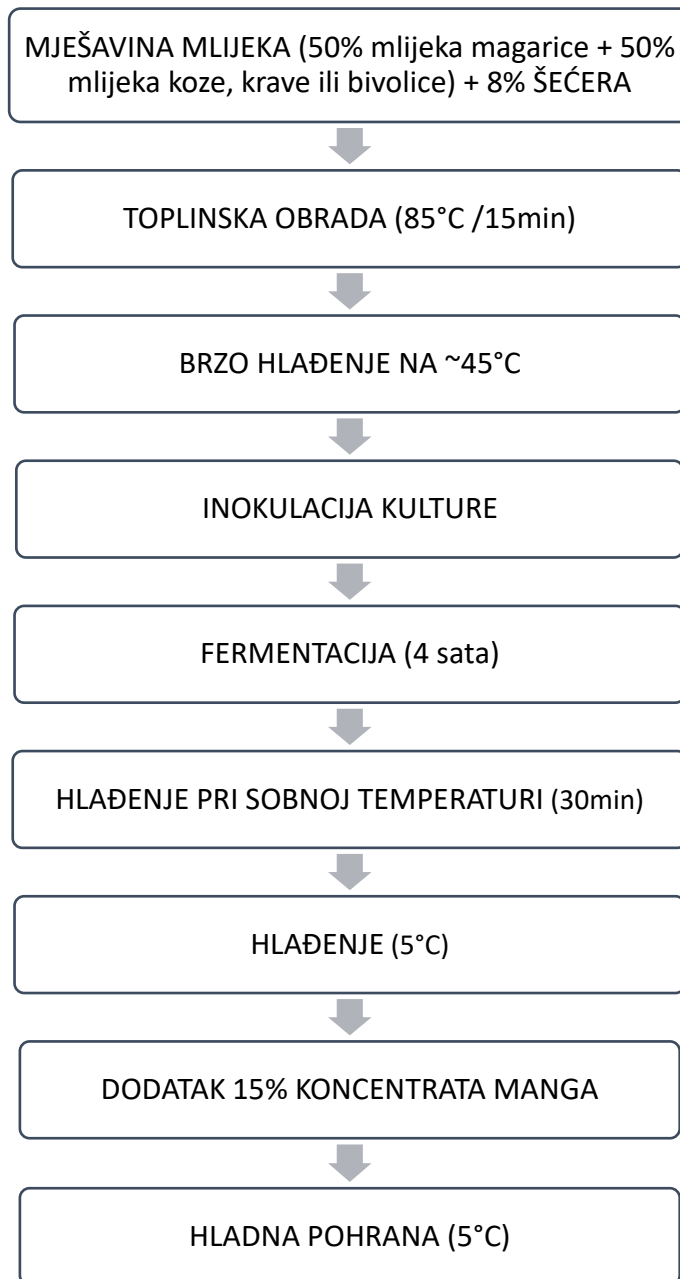 MJEŠAVINA MLIJEKA (50% mlijeka magarice + 50%
mlijeka koze, krave ili bivolice) + 8% ŠEĆERA
TOPLINSKA OBRADA (85°C /15min)
BRZO HLAĐENJE NA ~45°C
INOKULACIJA KULTURE
FERMENTACIJA (4 sata)
HLAĐENJE PRI SOBNOJ TEMPERATURI (30min)
HLAĐENJE (5°C)
DODATAK 15% KONCENTRATA MANGA
HLADNA POHRANA (5°C)